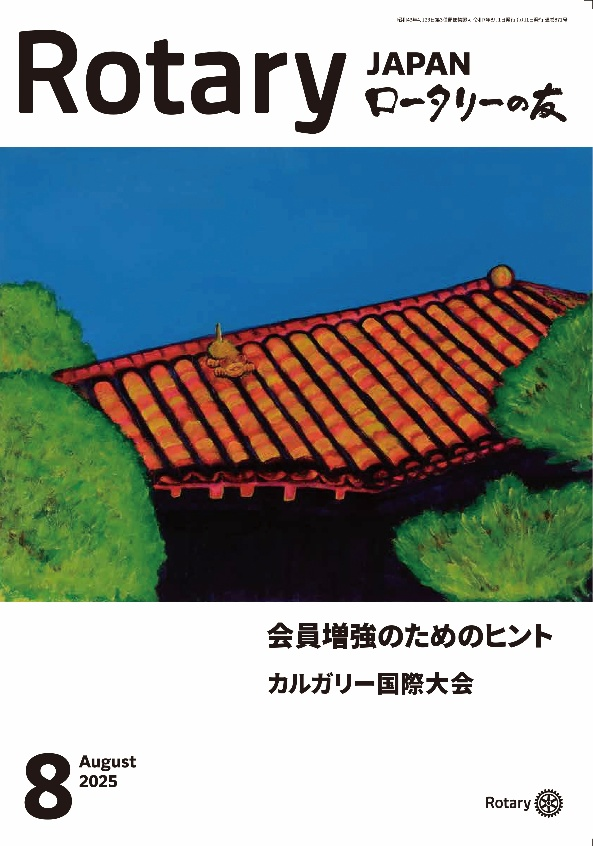 Rotary
JAPAN
ロータリーの友
会員増強のためのヒント
カルガリー国際大会
8
August
2025
Rotary